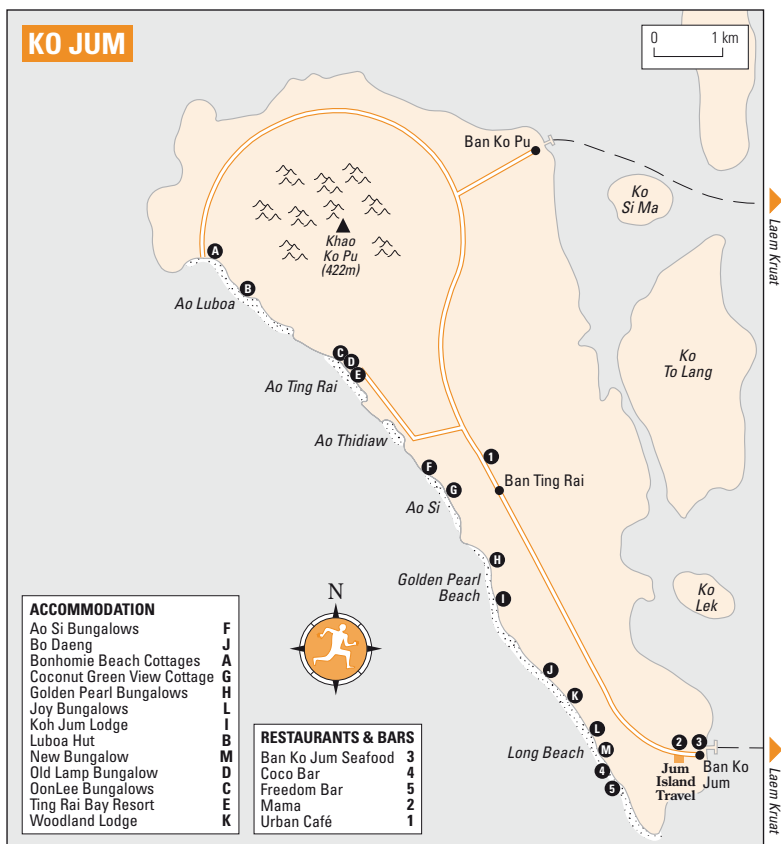 KO JUM
0 1 km
Ban Ko Pu
Ko
Si Ma
Laem Kruat
Khao
Ko Pu
(422m)
A
B
Ao Luboa
Ko
To Lang
C
D
E
Ao Ting Rai
Ao Thidiaw
1
F
Ban Ting Rai
G
Ao Si
H
Golden Pearl
Beach
I
Ko
Lek
N
J
K
L
M
Long Beach
4
5
2 3
Ban Ko
Jum
Jum
Island
Travel
Laem Kruat
ACCOMMODATION
Ao Si Bungalows F
Bo Daeng J
Bonhomie Beach Cottages A
Coconut Green View Cottage G
Golden Pearl Bungalows H
Joy Bungalows L
Koh Jum Lodge I
Luboa Hut B
New Bungalow M
Old Lamp Bungalow D
OonLee Bungalows C
Ting Rai Bay Resort E
Woodland Lodge K
RESTAURANTS & BARS
Ban Ko Jum Seafood 3
Coco Bar 4
Freedom Bar 5
Mama 2
Urban Café 1